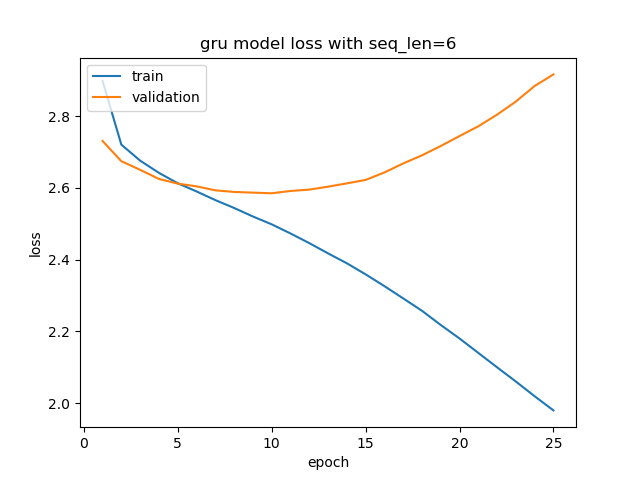 gru model loss with seq_len=6
train
validation
loss
2.8
2.6
2.4
2.2
2.0
0 5 10 15 20 25
epoch